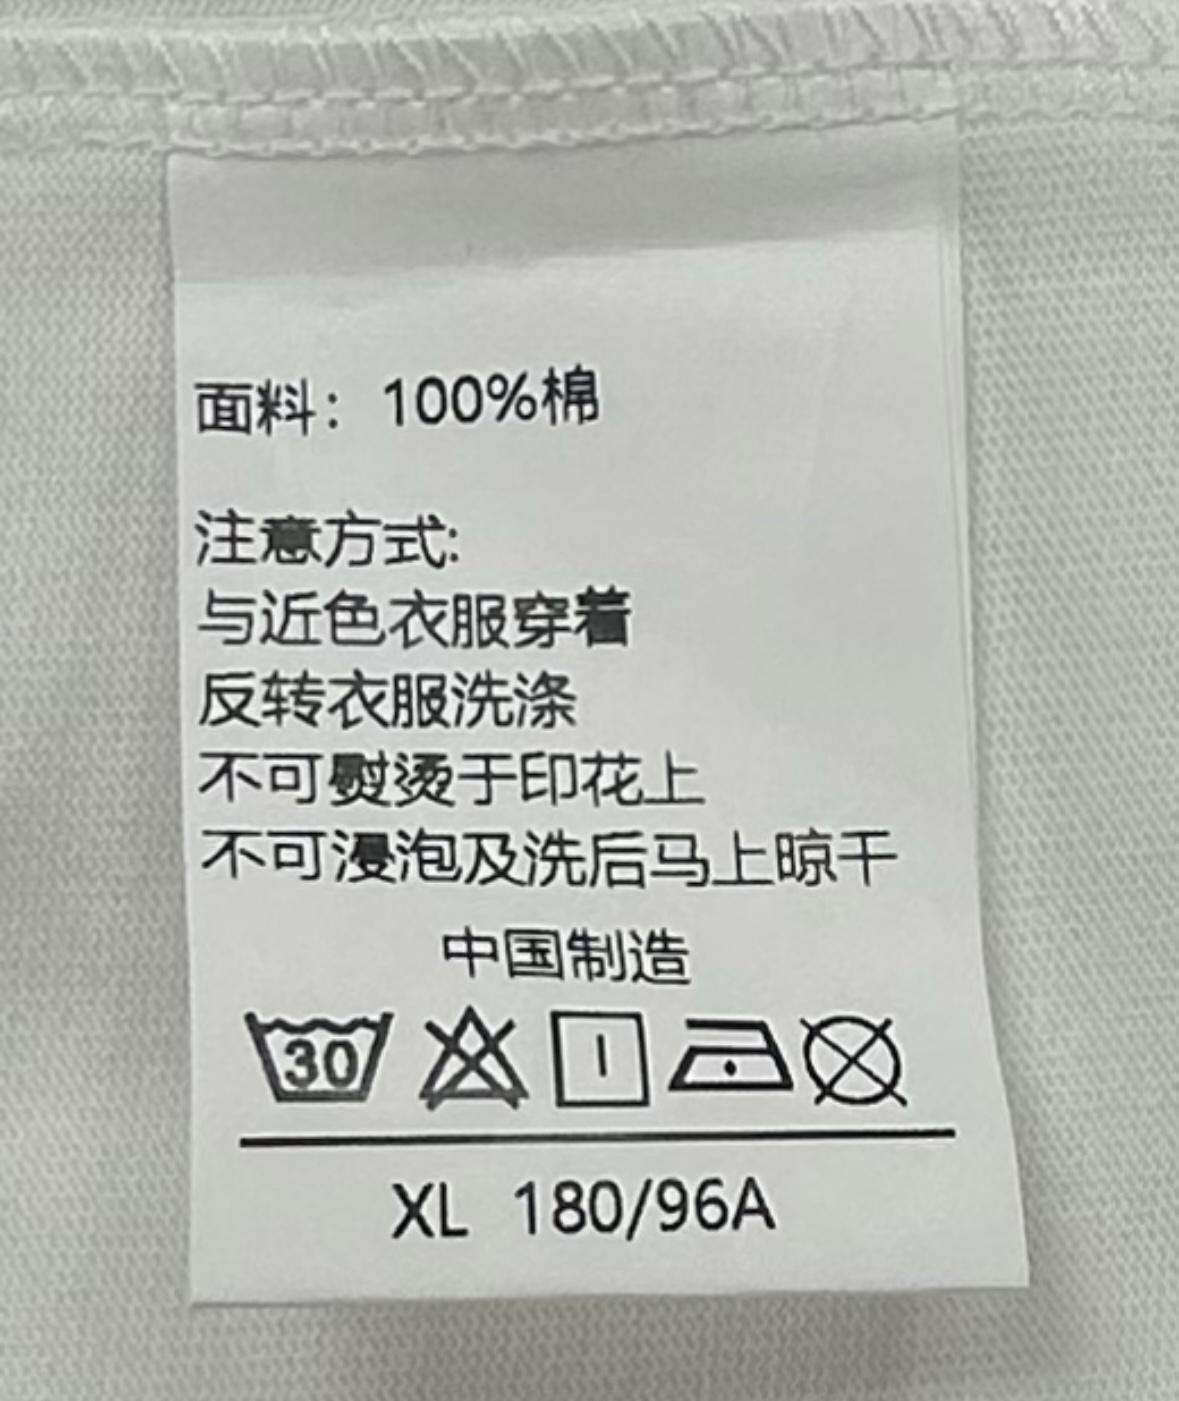 面料：100%棉
注意方式:
与近色衣服穿着
反转衣服洗涤
不可熨烫于印花上
不可浸泡及洗后马上晾干
中国制造
30
XL 180/96A